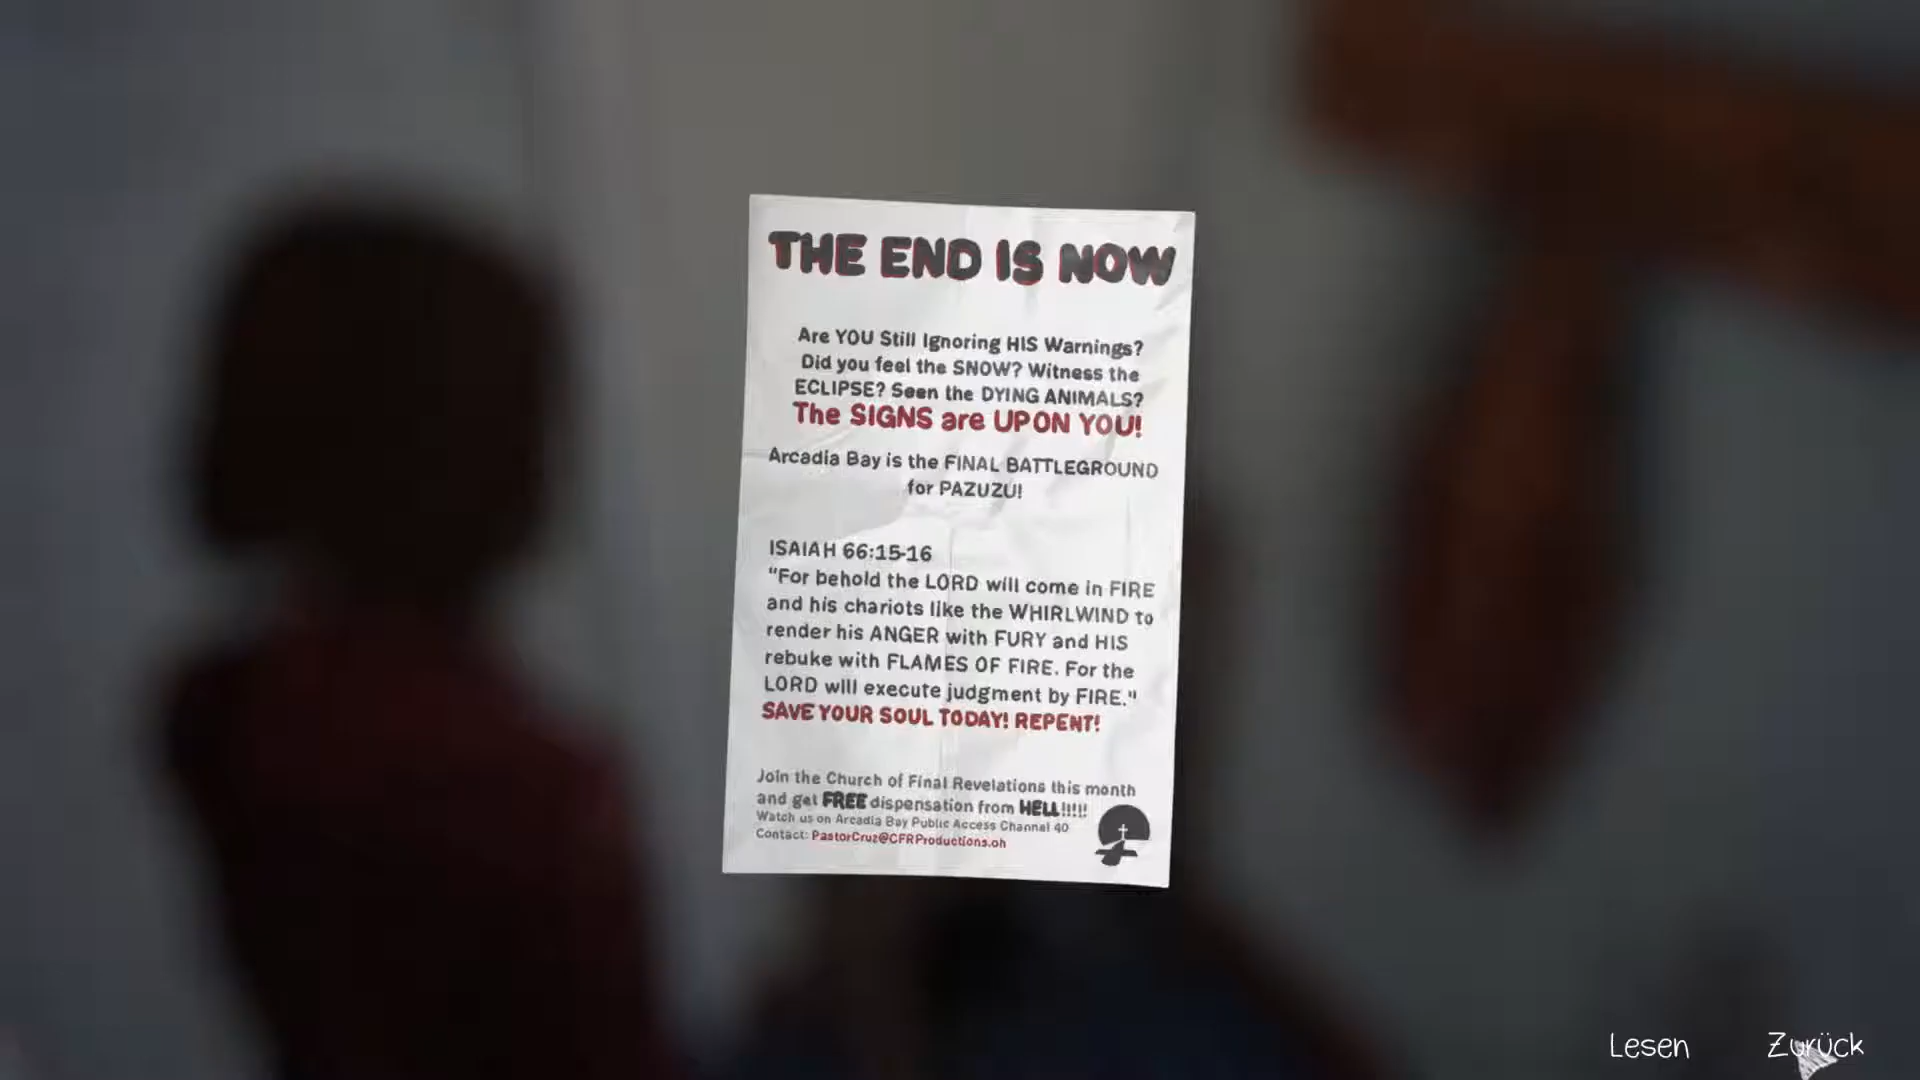 THE END IS NOW
Are YOU Still Ignoring HIS Warnings?
Did you feel the SNOW? Witness the
ECLIPSE? Seen the DYING ANIMALS?
The SIGNS are UPON YOU!
Arcadia Bay is the FINAL BATTLEGROUND
for PAZUZU!
ISAIAH 66:15-16
"For behold the LORD will come in FIRE
and his chariots like the WHIRLWIND to
render his ANGER with FURY and HIS
rebuke with FLAMES OF FIRE. For the
LORD will execute judgment by FIRE."
SAVE YOUR SOUL TODAY! REPENT!
Join the Church of Final Revelations this month
and get FREE dispensation from HELL!!!!!
Watch us on Arcadia Bay Public Access Channel 40
Contact: PastorCruz@CFRProductions.oh
Lesen
Zurück